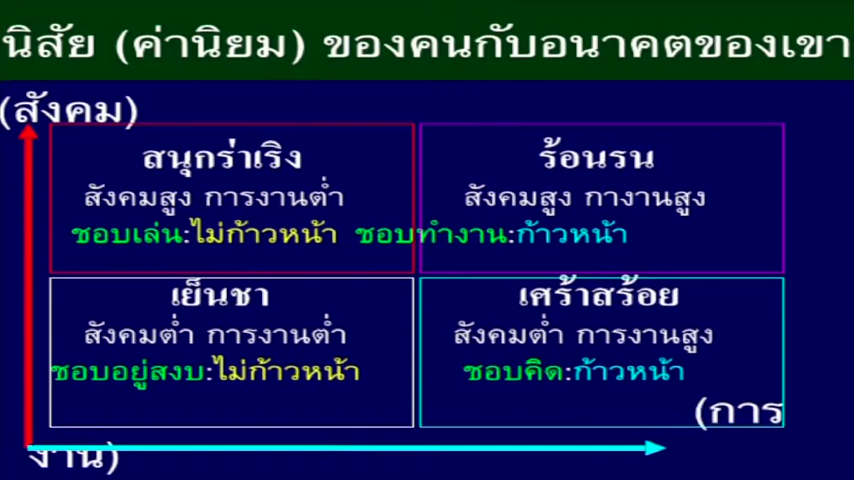 นิสัย (ค่านิยม) ของคนกับอนาคตของเขา
(สังคม)
สนุกร่าเริง
สังคมสูง การงานต่ำ
ชอบเล่น:ไม่ก้าวหน้า
ร้อนรน
สังคมสูง กางานสูง
ชอบทำงาน:ก้าวหน้า
เย็นชา
สังคมต่ำ การงานต่ำ
ชอบอยู่สงบ:ไม่ก้าวหน้า
เศร้าสร้อย
สังคมต่ำ การงานสูง
ชอบคิด:ก้าวหน้า
(การ
งาน)